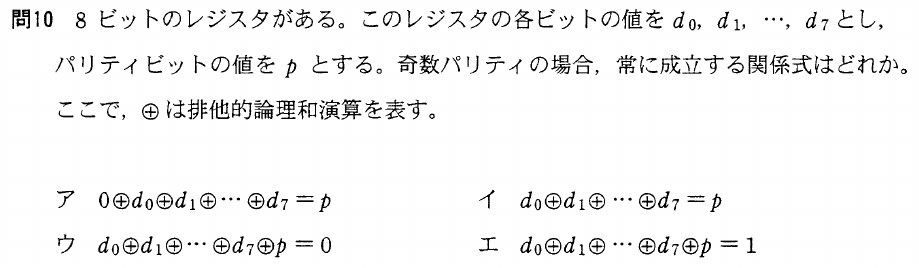 問10 8 ビットのレジスタがある。このレジスタの各ビットの値を d₀, d₁, …, d₇ とし,
パリティビットの値を p とする。奇数パリティの場合, 常に成立する関係式はどれか。
ここで, ⊕ は排他的論理和演算を表す。
ア 0⊕d₀⊕d₁⊕…⊕d₇ = p イ d₀⊕d₁⊕…⊕d₇ = p
ウ d₀⊕d₁⊕…⊕d₇⊕p = 0 エ d₀⊕d₁⊕…⊕d₇⊕p = 1